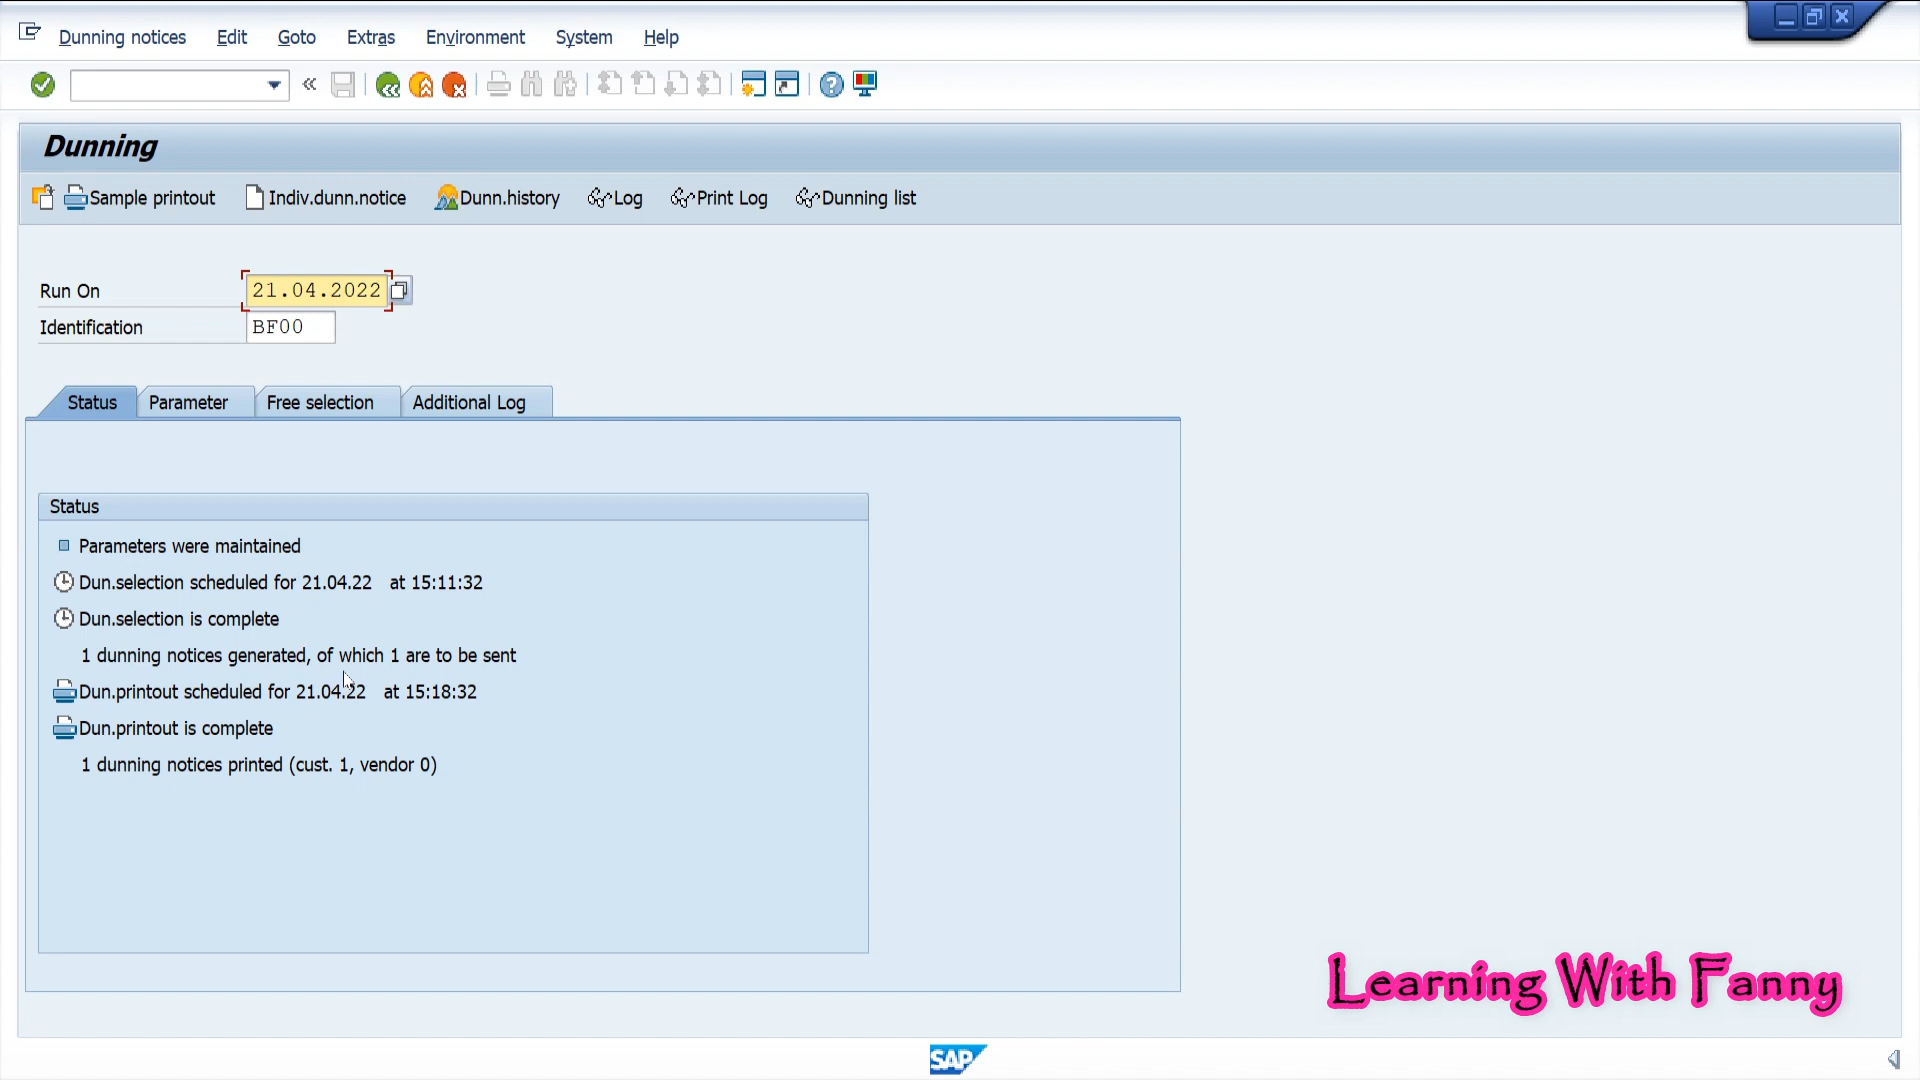 Dunning notices Edit Goto Extras Environment System Help
Dunning
Sample printout Indiv.dunn.notice Dunn.history Log Print Log Dunning list
Run On 21.04.2022
Identification BF00
Status Parameter Free selection Additional Log
Status
Parameters were maintained
Dun.selection scheduled for 21.04.22 at 15:11:32
Dun.selection is complete
1 dunning notices generated, of which 1 are to be sent
Dun.printout scheduled for 21.04.22 at 15:18:32
Dun.printout is complete
1 dunning notices printed (cust. 1, vendor 0)
Learning With Fanny
SAP